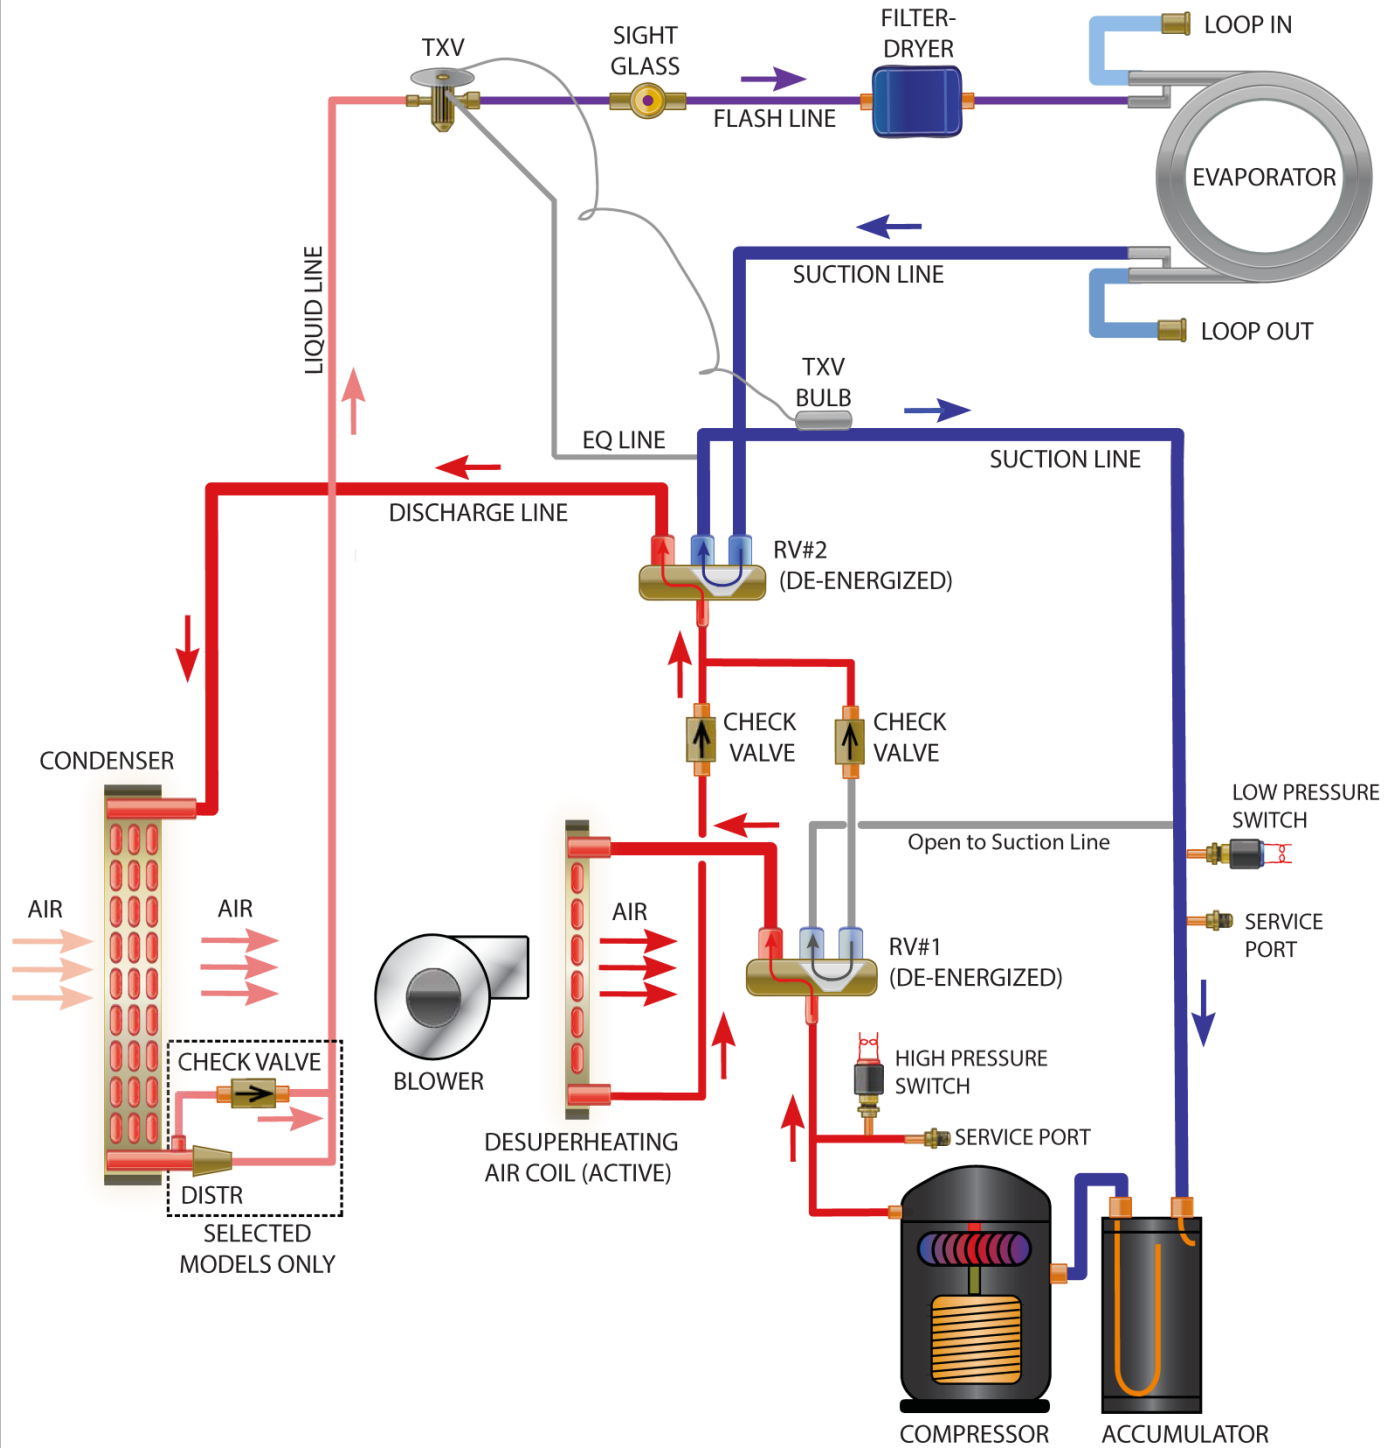 FILTER-
DRYER
LOOP IN
TXV
SIGHT
GLASS
FLASH LINE
EVAPORATOR
LIQUID LINE
SUCTION LINE
LOOP OUT
TXV
BULB
EQ LINE
SUCTION LINE
DISCHARGE LINE
RV#2
(DE-ENERGIZED)
CHECK
VALVE
CHECK
VALVE
CONDENSER
LOW PRESSURE
SWITCH
Open to Suction Line
AIR
AIR
AIR
SERVICE
PORT
RV#1
(DE-ENERGIZED)
CHECK VALVE
BLOWER
HIGH PRESSURE
SWITCH
SERVICE PORT
DESUPERHEATING
AIR COIL (ACTIVE)
DISTR
SELECTED
MODELS ONLY
COMPRESSOR
ACCUMULATOR